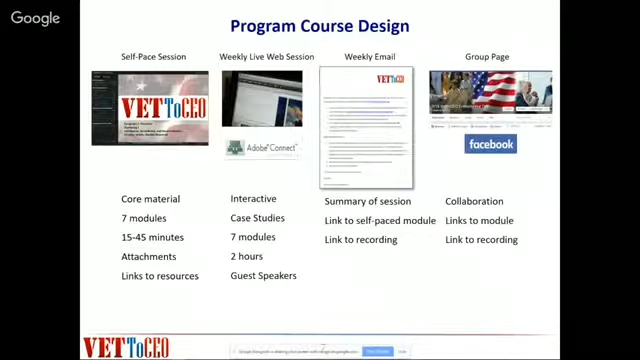 Google
Program Course Design
Self-Pace Session
Weekly Live Web Session
Weekly Email
Group Page
VETToCEO
Adobe Connect
VETToCEO
facebook
Core material
7 modules
15-45 minutes
Attachments
Links to resources
Interactive
Case Studies
7 modules
2 hours
Guest Speakers
Summary of session
Link to self-paced module
Link to recording
Collaboration
Links to module
Link to recording
VETToCEO